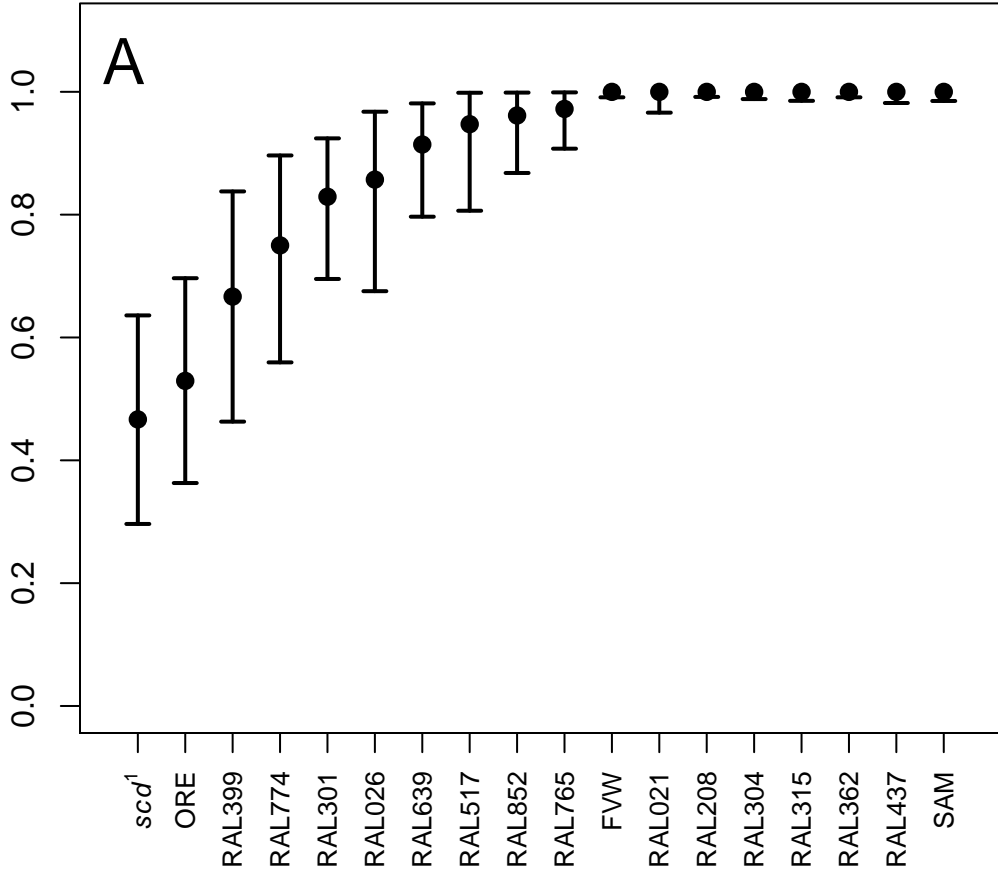 A
1.0
0.8
0.6
0.4
0.2
0.0
scd¹
ORE
RAL399
RAL774
RAL301
RAL026
RAL639
RAL517
RAL852
RAL765
FVW
RAL021
RAL208
RAL304
RAL315
RAL362
RAL437
SAM